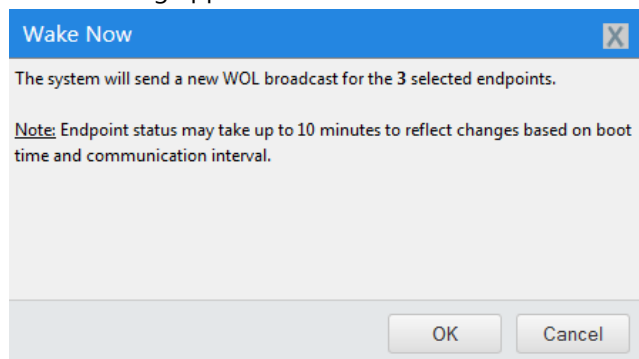 Wake Now
X
The system will send a new WOL broadcast for the 3 selected endpoints.
Note: Endpoint status may take up to 10 minutes to reflect changes based on boot
time and communication interval.
OK
Cancel